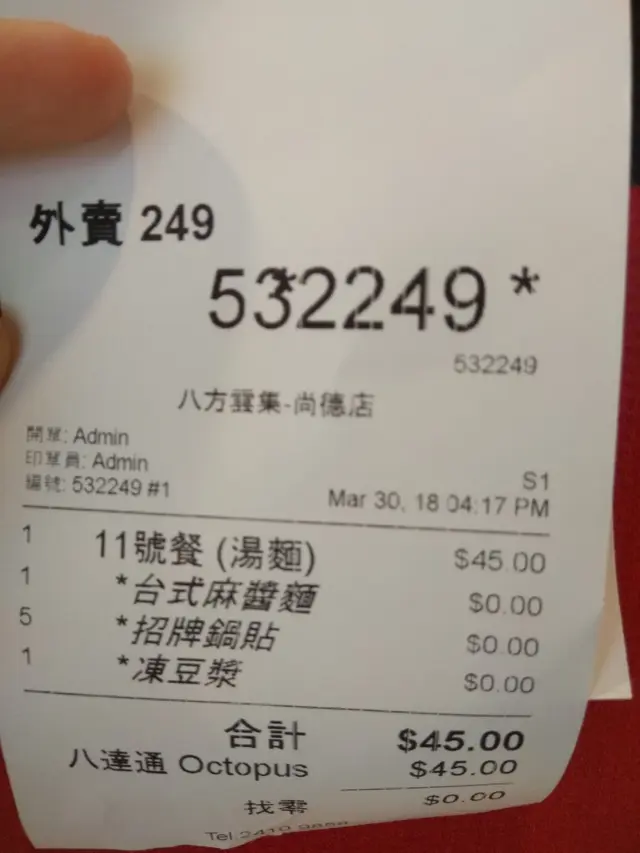 外賣 249
*532249 *
532249
八方雲集-尚德店
開單: Admin
印單員: Admin
編號: 532249 #1
S1
Mar 30, 18 04:17 PM
1 11號餐 (湯麵) $45.00
1 *台式麻醬麵 $0.00
5 *招牌鍋貼 $0.00
1 *凍豆漿 $0.00
合計 $45.00
八達通 Octopus $45.00
找零 $0.00
Tel:2410